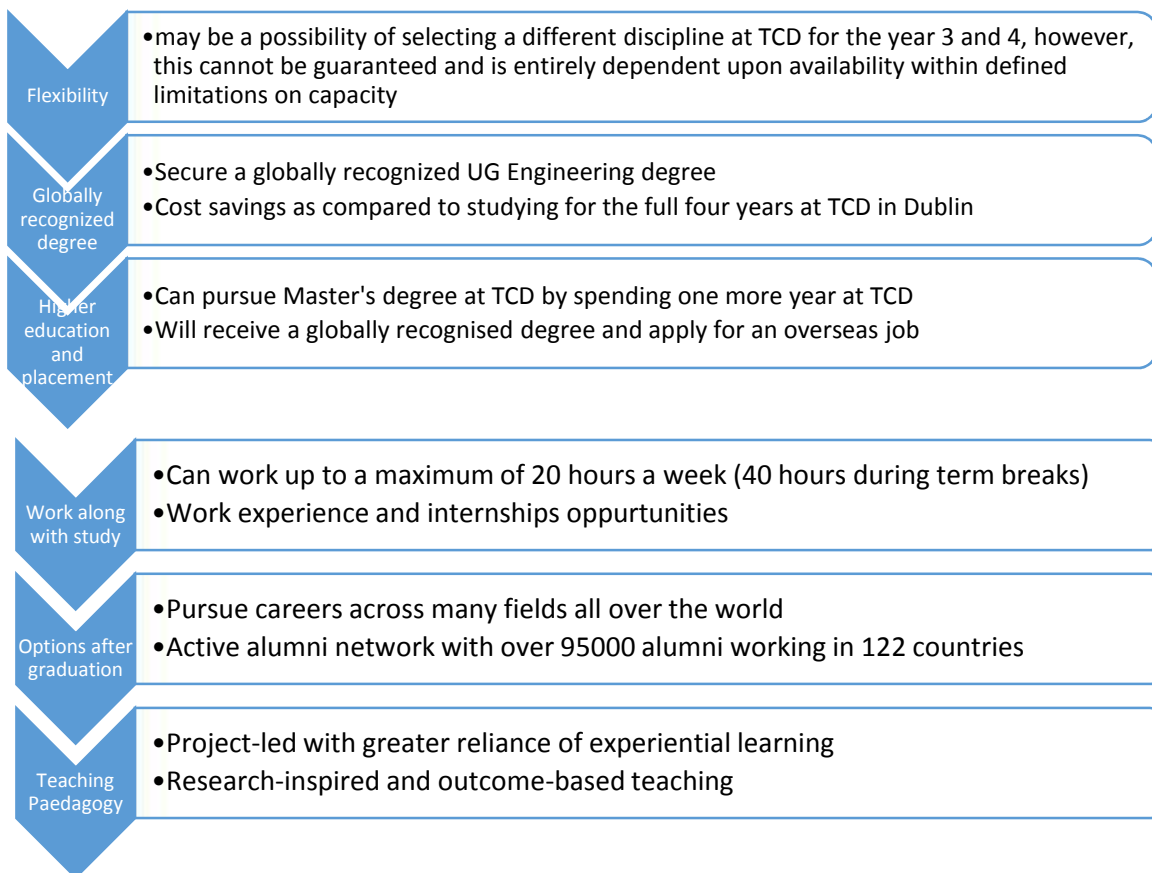 Flexibility
•may be a possibility of selecting a different discipline at TCD for the year 3 and 4, however,
this cannot be guaranteed and is entirely dependent upon availability within defined
limitations on capacity
Globally
recognized
degree
•Secure a globally recognized UG Engineering degree
•Cost savings as compared to studying for the full four years at TCD in Dublin
Higher
education
and
placement
•Can pursue Master's degree at TCD by spending one more year at TCD
•Will receive a globally recognised degree and apply for an overseas job
Work along
with study
•Can work up to a maximum of 20 hours a week (40 hours during term breaks)
•Work experience and internships oppurtunities
Options after
graduation
•Pursue careers across many fields all over the world
•Active alumni network with over 95000 alumni working in 122 countries
Teaching
Paedagogy
•Project-led with greater reliance of experiential learning
•Research-inspired and outcome-based teaching